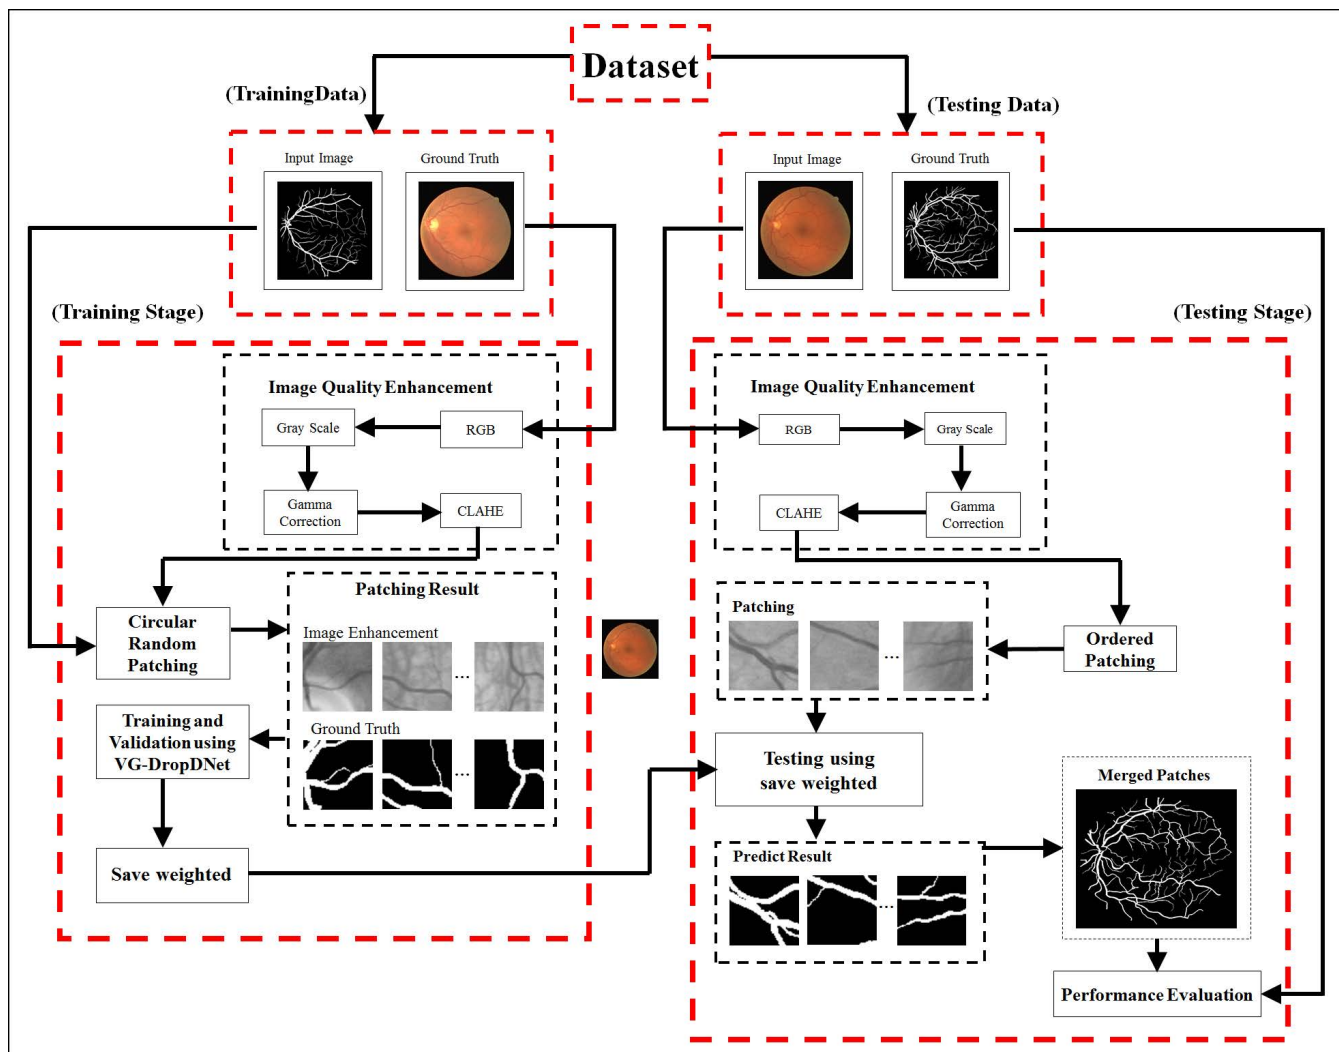 Dataset
(TrainingData)
(Testing Data)
Input Image
Ground Truth
Input Image
Ground Truth
(Training Stage)
(Testing Stage)
Image Quality Enhancement
RGB
Gray Scale
Gamma
Correction
CLAHE
Circular
Random
Patching
Patching Result
Image Enhancement
...
Ground Truth
...
Training and
Validation using
VG-DropDNet
Save weighted
Image Quality Enhancement
RGB
Gray Scale
Gamma
Correction
CLAHE
Ordered
Patching
Patching
...
Testing using
save weighted
Predict Result
...
Merged Patches
Performance Evaluation